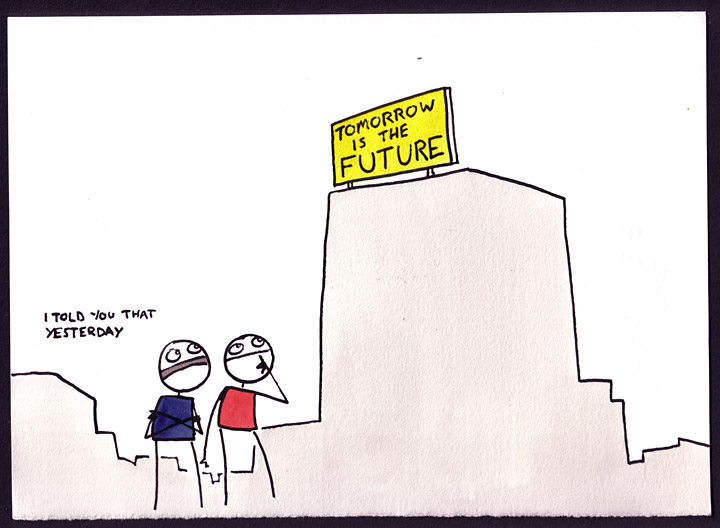 TOMORROW
IS THE
FUTURE
I TOLD YOU THAT
YESTERDAY